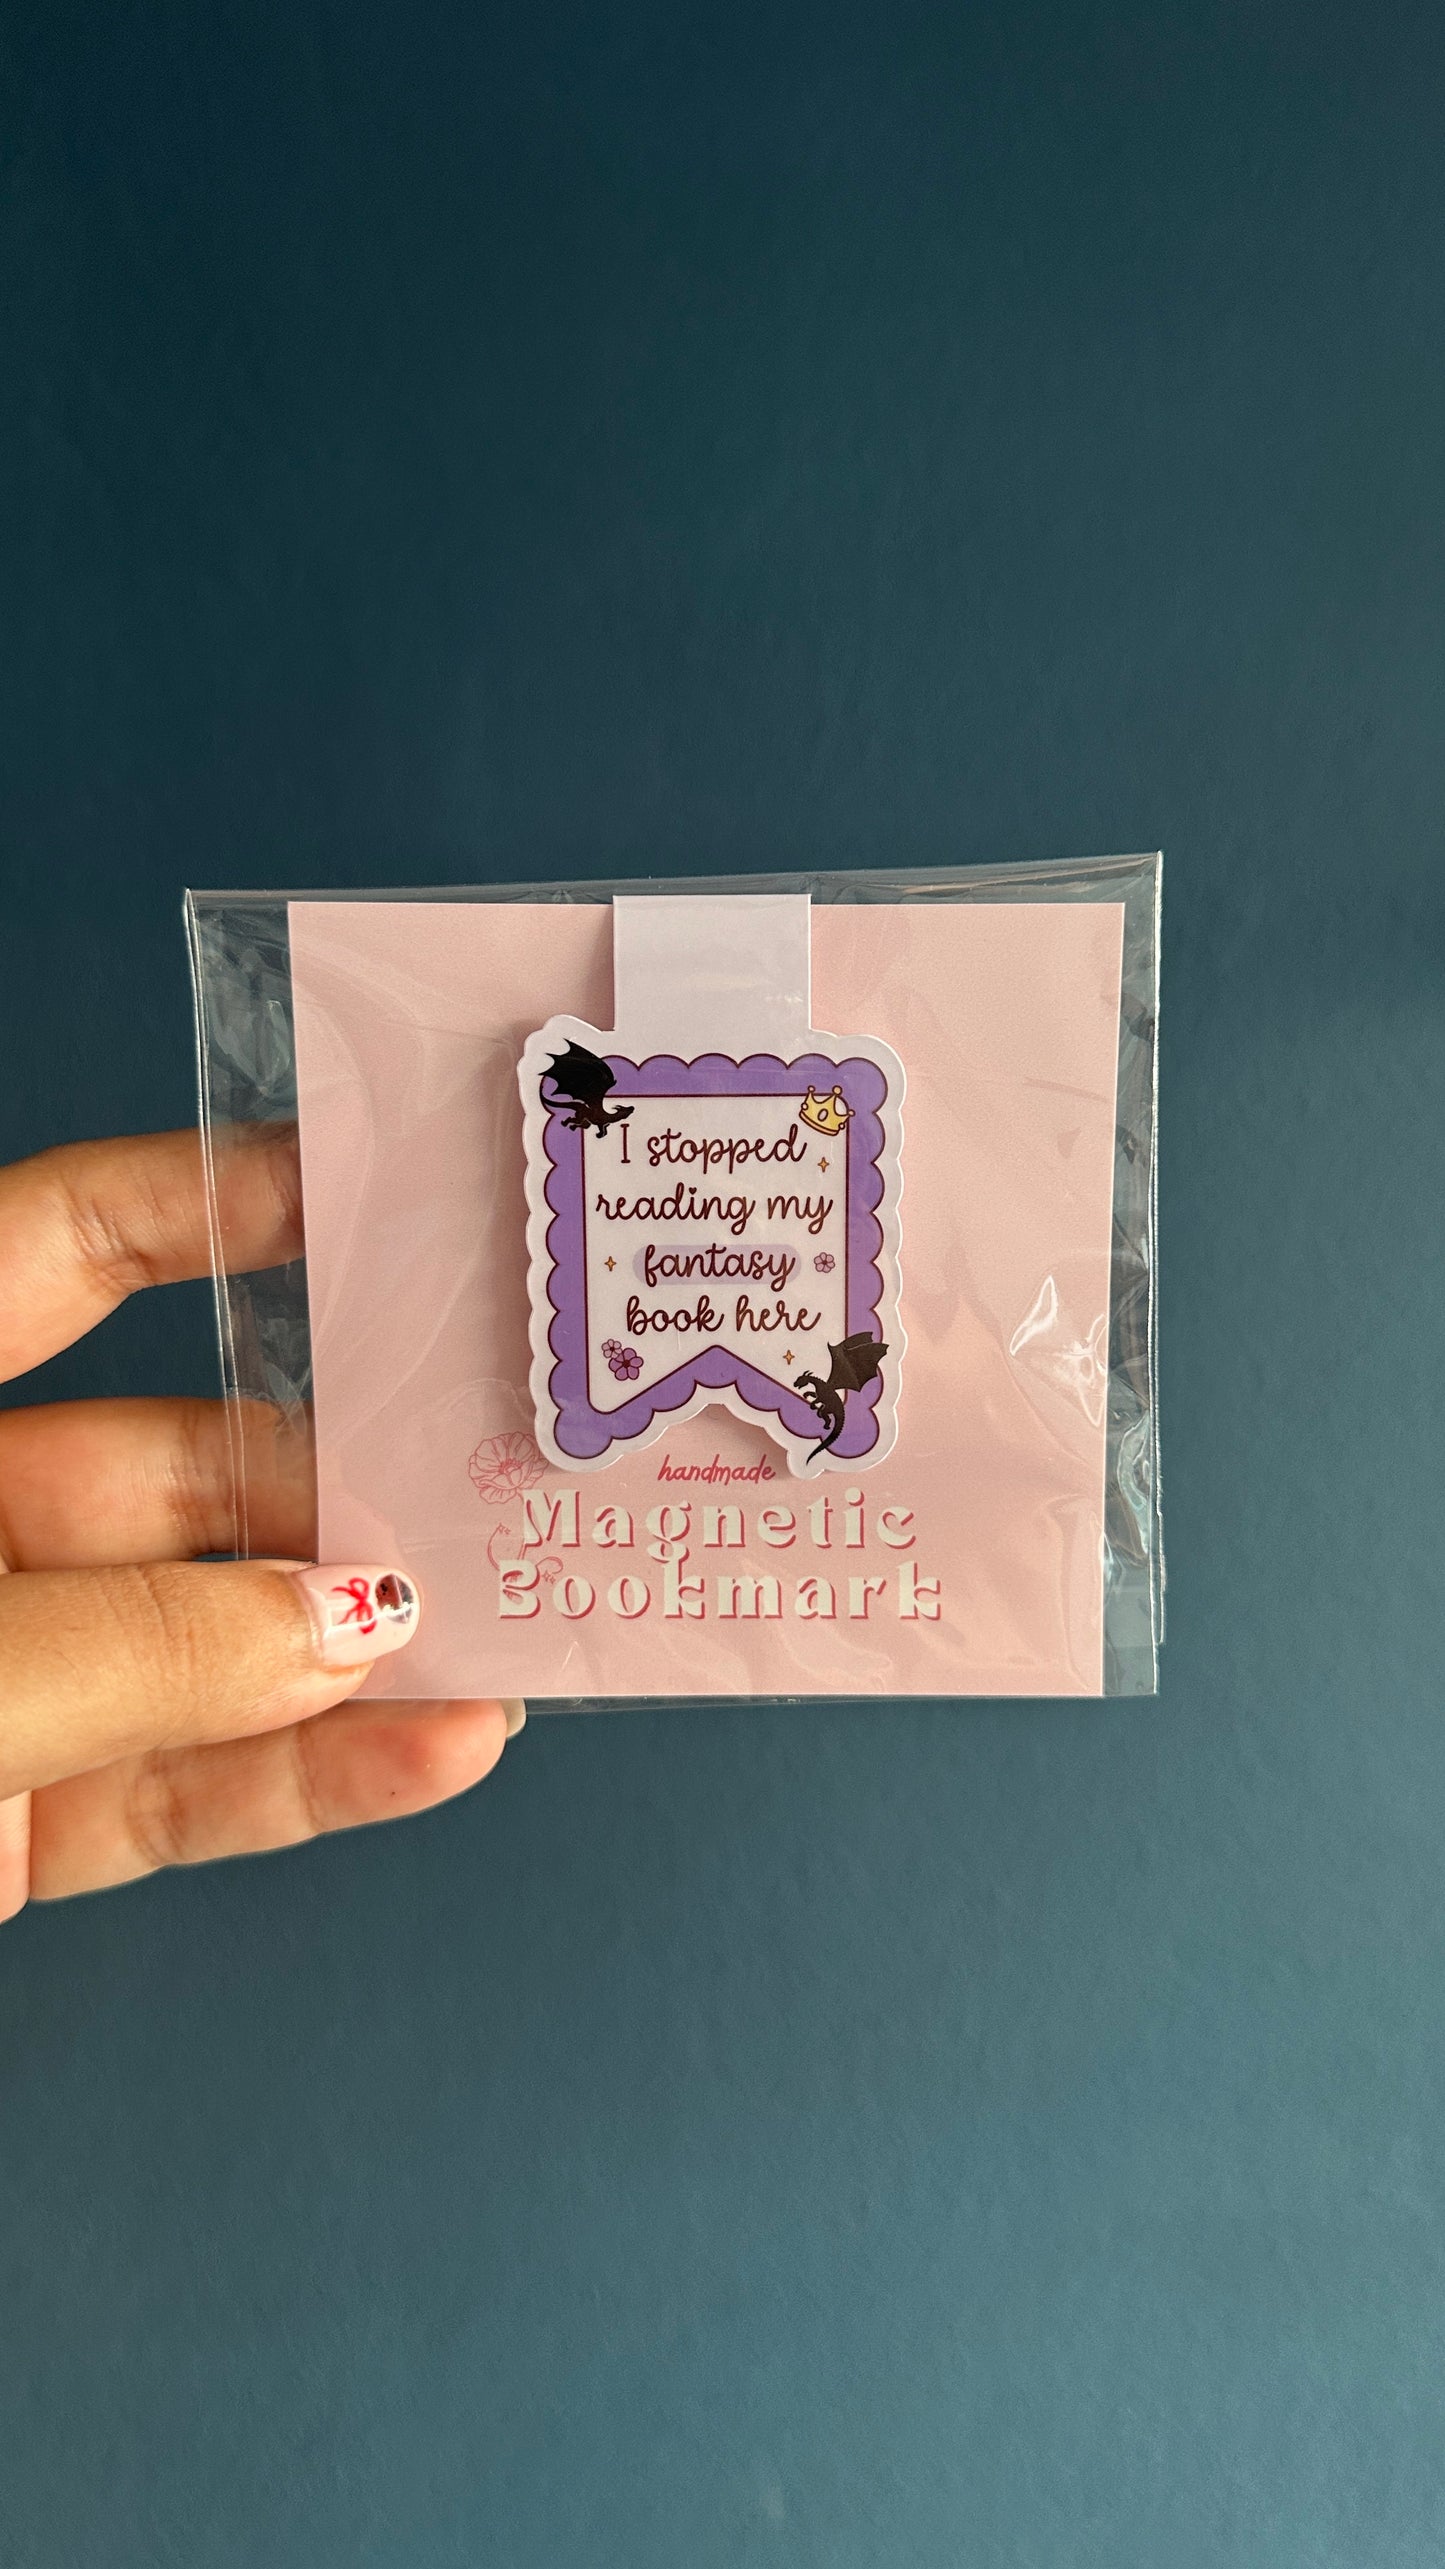 I stopped
reading my
fantasy
book here
handmade
Magnetic
Bookmark